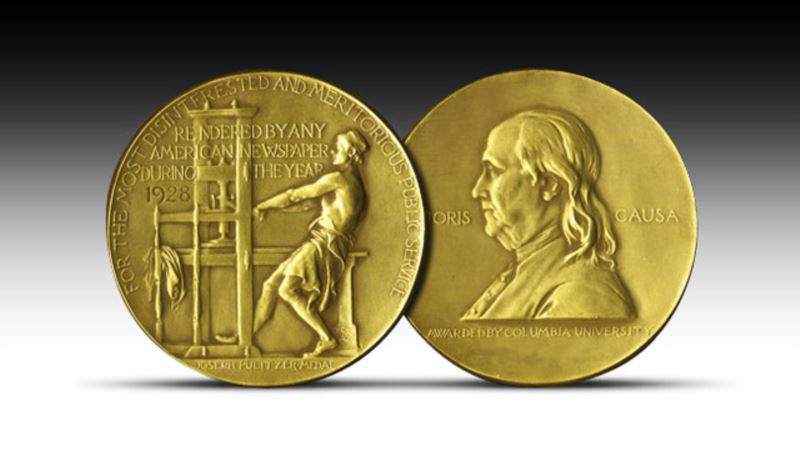 FOR THE MOST DISINTERESTED AND MERITORIOUS PUBLIC SERVICE
RENDERED BY ANY
AMERICAN NEWSPAPER
DURING THE YEAR
1928
JOSEPH PULITZER MEDAL
ORIS CAUSA
AWARDED BY COLUMBIA UNIVERSITY